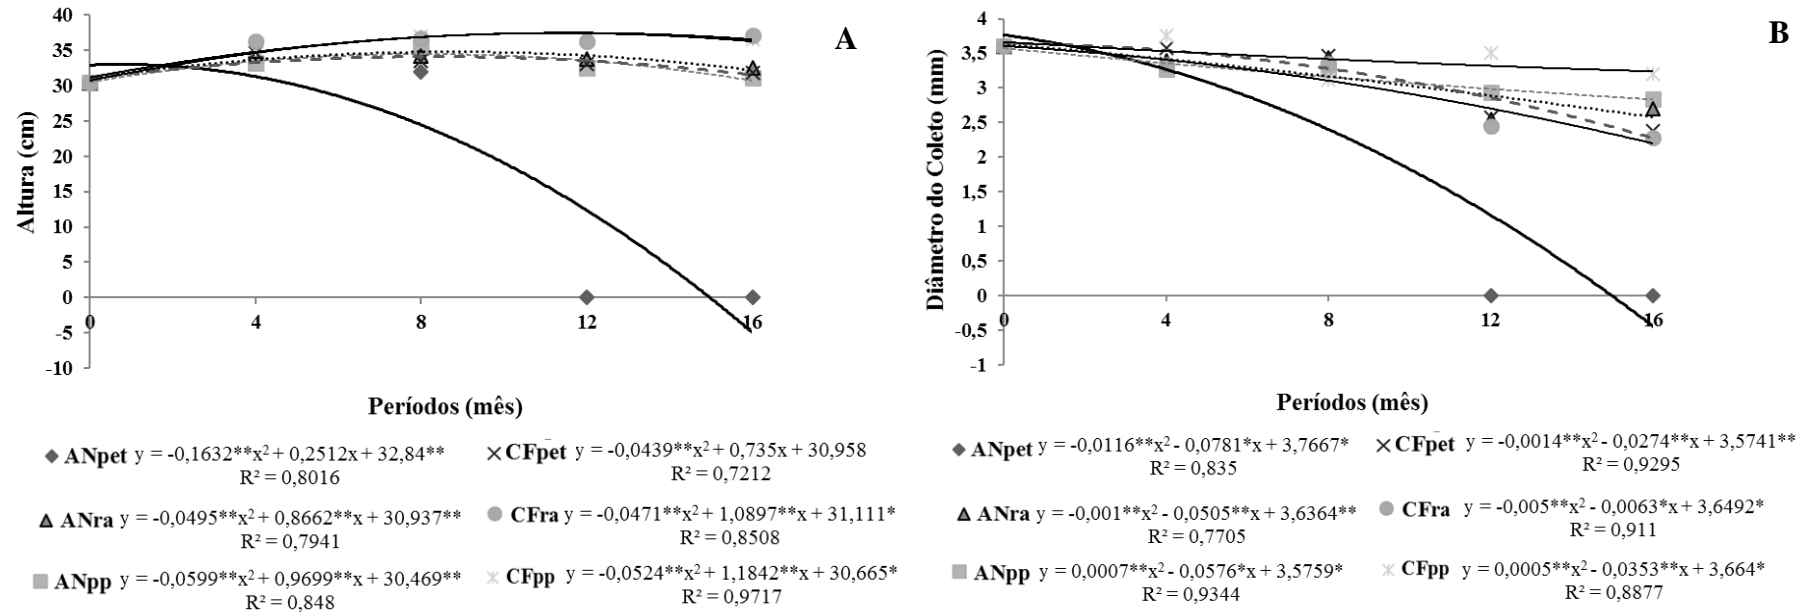 A
Altura (cm)
40
35
30
25
20
15
10
5
0
-5
-10
0 4 8 12 16
Períodos (mês)
ANpet y = -0,1632**x² + 0,2512x + 32,84**
R² = 0,8016
CFpet y = -0,0439**x² + 0,735x + 30,958
R² = 0,7212
ANra y = -0,0495**x² + 0,8662**x + 30,937**
R² = 0,7941
CFra y = -0,0471**x² + 1,0897**x + 31,111*
R² = 0,8508
ANpp y = -0,0599**x² + 0,9699**x + 30,469**
R² = 0,848
CFpp y = -0,0524**x² + 1,1842**x + 30,665*
R² = 0,9717
B
Diâmetro do Coleto (mm)
4
3,5
3
2,5
2
1,5
1
0,5
0
-0,5
-1
0 4 8 12 16
Períodos (mês)
ANpet y = -0,0116**x² - 0,0781*x + 3,7667*
R² = 0,835
CFpet y = -0,0014**x² - 0,0274**x + 3,5741**
R² = 0,9295
ANra y = -0,001**x² - 0,0505**x + 3,6364**
R² = 0,7705
CFra y = -0,005**x² - 0,0063*x + 3,6492*
R² = 0,911
ANpp y = 0,0007**x² - 0,0576*x + 3,5759*
R² = 0,9344
CFpp y = 0,0005**x² - 0,0353**x + 3,664*
R² = 0,8877